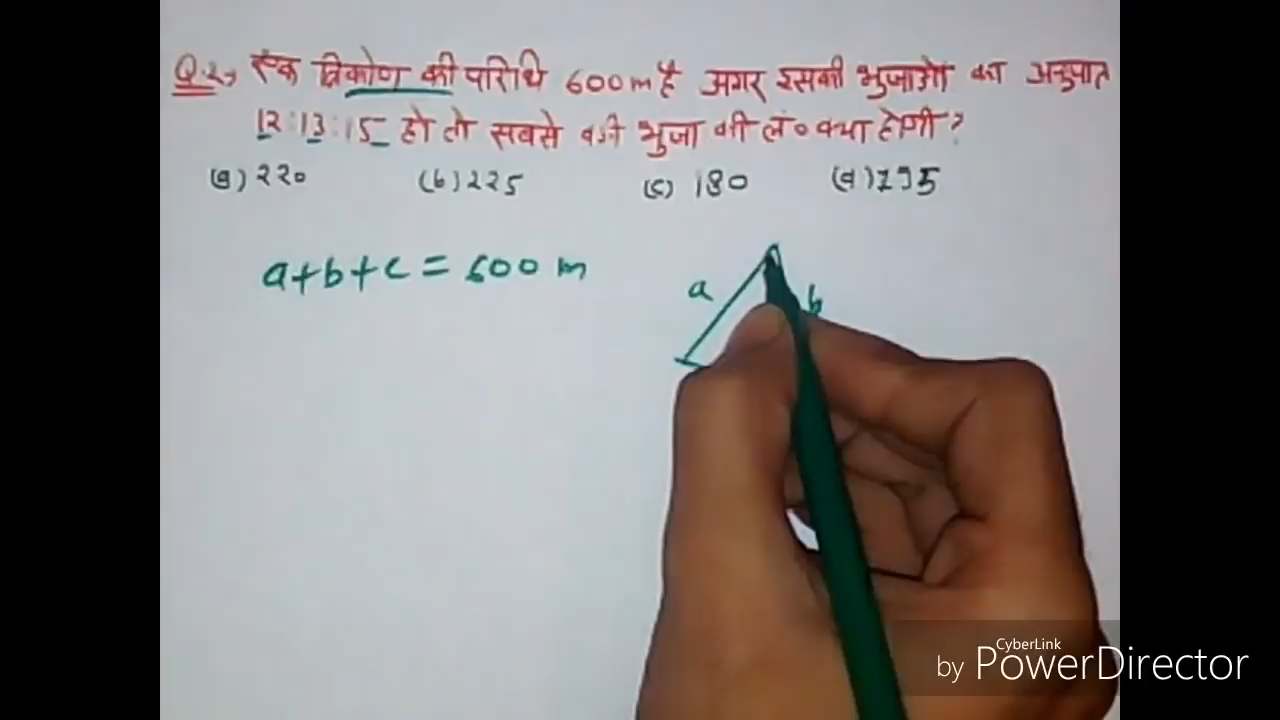 Q.2→ एक त्रिकोण की परिधि 600m है अगर इसकी भुजाओ का अनुपात
12:13:15 हो तो सबसे बडी भुजा की लं० क्या होगी?
(a) 220 (b) 225 (c) 180 (d) 195
a+b+c = 600 m
a
b
CyberLink
by PowerDirector